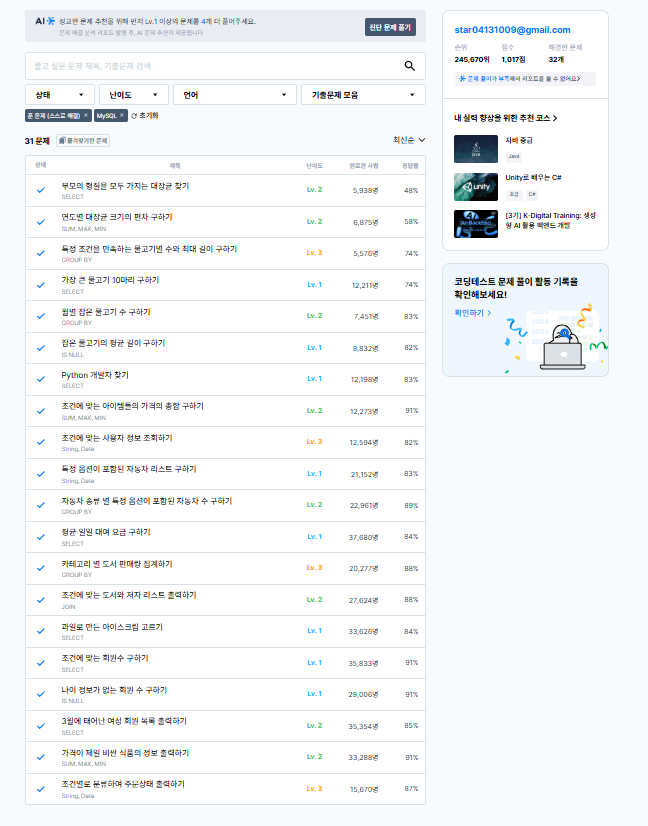 AI 정교한 문제 추천을 위해 먼저 Lv.1 이상의 문제를 4개 더 풀어주세요.
문제 해결 분석 리포트 발행 후, AI 문제 추천이 제공됩니다
진단 문제 풀기
풀고 싶은 문제 제목, 기출문제 검색
상태 난이도 언어 기출문제 모음
푼 문제 (스스로 해결) × MySQL × 초기화
31 문제 즐겨찾기한 문제 최신순
상태 제목 난이도 완료한 사람 정답률
부모의 형질을 모두 가지는 대장균 찾기 Lv. 2 5,938명 48%
SELECT
연도별 대장균 크기의 편차 구하기 Lv. 2 6,875명 58%
SUM, MAX, MIN
특정 조건을 만족하는 물고기별 수와 최대 길이 구하기 Lv. 3 5,576명 74%
GROUP BY
가장 큰 물고기 10마리 구하기 Lv. 1 12,211명 74%
SELECT
월별 잡은 물고기 수 구하기 Lv. 2 7,451명 83%
GROUP BY
잡은 물고기의 평균 길이 구하기 Lv. 1 8,832명 82%
IS NULL
Python 개발자 찾기 Lv. 1 12,198명 83%
SELECT
조건에 맞는 아이템들의 가격의 총합 구하기 Lv. 2 12,273명 91%
SUM, MAX, MIN
조건에 맞는 사용자 정보 조회하기 Lv. 3 12,594명 82%
String, Date
특정 옵션이 포함된 자동차 리스트 구하기 Lv. 1 21,152명 83%
String, Date
자동차 종류 별 특정 옵션이 포함된 자동차 수 구하기 Lv. 2 22,961명 89%
GROUP BY
평균 일일 대여 요금 구하기 Lv. 1 37,680명 84%
SELECT
카테고리 별 도서 판매량 집계하기 Lv. 3 20,277명 88%
GROUP BY
조건에 맞는 도서와 저자 리스트 출력하기 Lv. 2 27,624명 88%
JOIN
과일로 만든 아이스크림 고르기 Lv. 1 33,626명 84%
SELECT
조건에 맞는 회원수 구하기 Lv. 1 35,833명 91%
SELECT
나이 정보가 없는 회원 수 구하기 Lv. 1 29,006명 91%
IS NULL
3월에 태어난 여성 회원 목록 출력하기 Lv. 2 35,354명 85%
SELECT
가격이 제일 비싼 식품의 정보 출력하기 Lv. 2 33,288명 91%
SUM, MAX, MIN
조건별로 분류하여 주문상태 출력하기 Lv. 3 15,670명 87%
String, Date
star04131009@gmail.com
순위 점수 해결한 문제
245,670위 1,017점 32개
문제 풀이가 부족해서 리포트를 볼 수 없어요
내 실력 향상을 위한 추천 코스
자바 중급
Java
Unity로 배우는 C#
초급 C#
unity
[3기] K-Digital Training: 생성
형 AI 활용 백엔드 개발
코딩테스트 문제 풀이 활동 기록을
확인해보세요!
확인하기